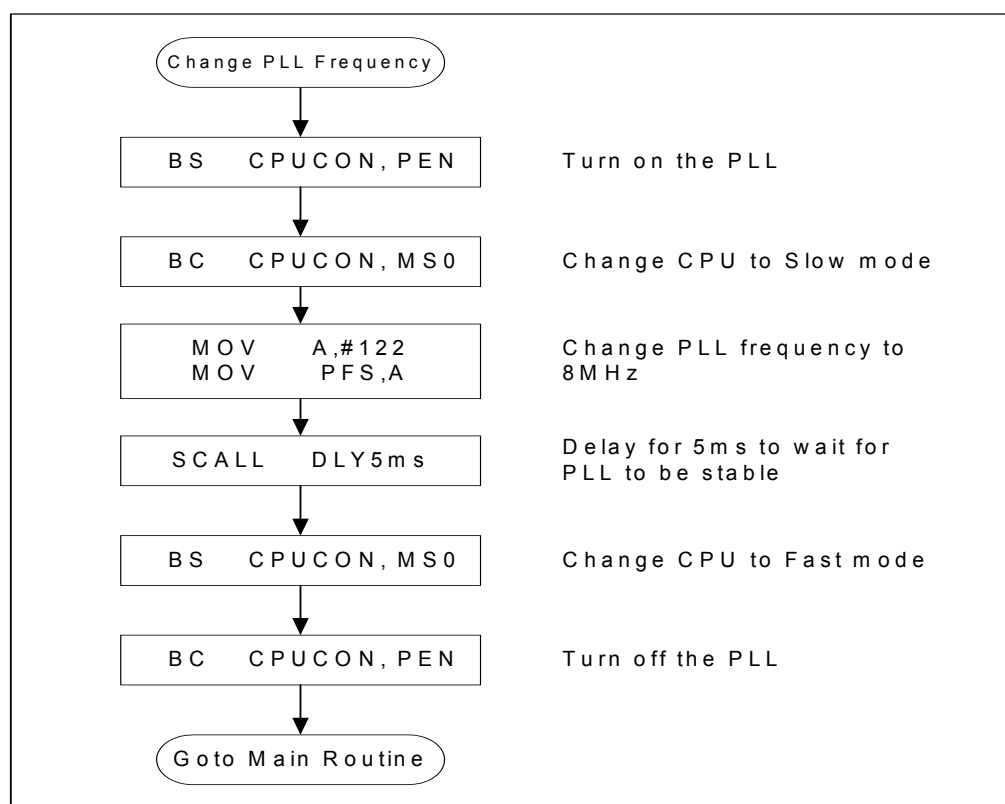 Change PLL Frequency
BS CPUCON, PEN
Turn on the PLL
BC CPUCON, MS0
Change CPU to Slow mode
MOV A,#122
MOV PFS,A
Change PLL frequency to
8MHz
SCALL DLY5ms
Delay for 5ms to wait for
PLL to be stable
BS CPUCON, MS0
Change CPU to Fast mode
BC CPUCON, PEN
Turn off the PLL
Goto Main Routine